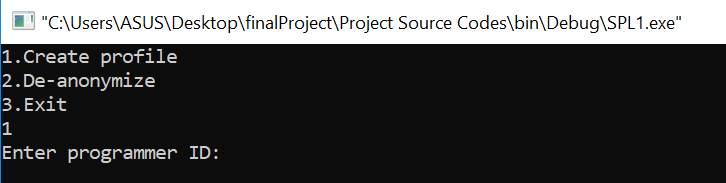 "C:\Users\ASUS\Desktop\finalProject\Project Source Codes\bin\Debug\SPL1.exe"
1.Create profile
2.De-anonymize
3.Exit
1
Enter programmer ID: